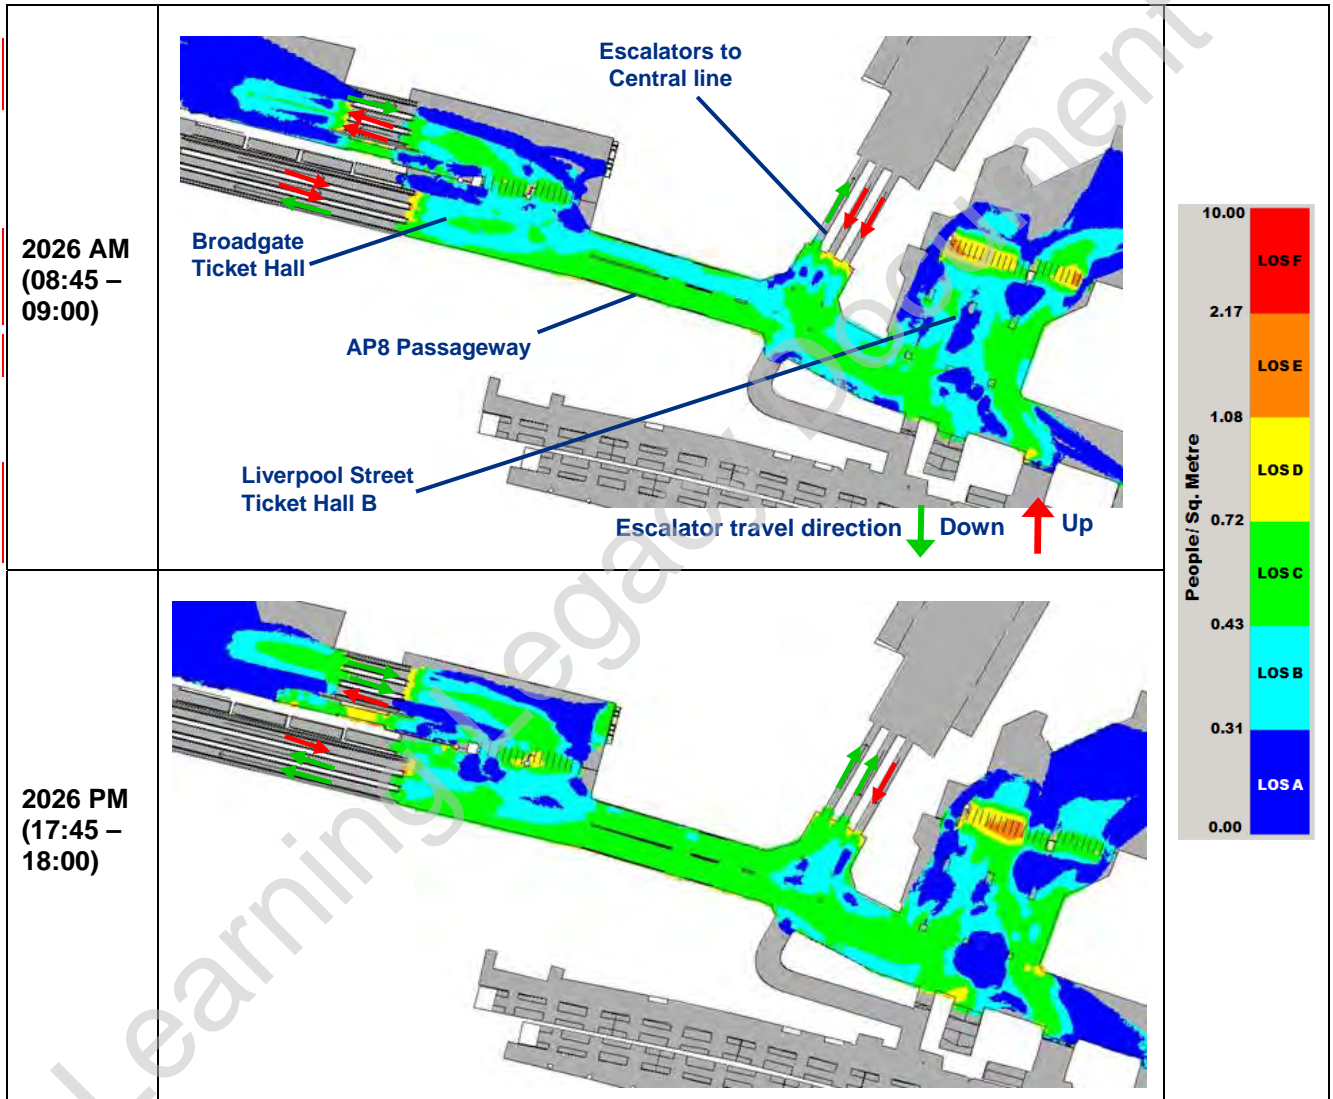 2026 AM
(08:45 –
09:00)
Escalators to
Central line
Broadgate
Ticket Hall
AP8 Passageway
Liverpool Street
Ticket Hall B
Escalator travel direction
Down
Up
2026 PM
(17:45 –
18:00)
People/ Sq. Metre
10.00
LOS F
2.17
LOS E
1.08
LOS D
0.72
LOS C
0.43
LOS B
0.31
LOS A
0.00
Learning Legacy Document